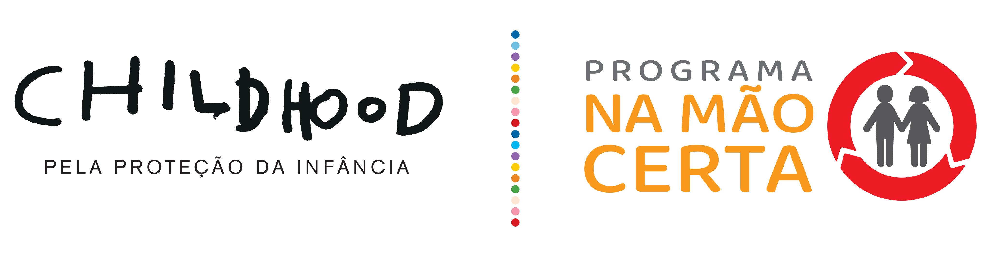 CHILDHOOD
PELA PROTEÇÃO DA INFÂNCIA
PROGRAMA
NA MÃO
CERTA